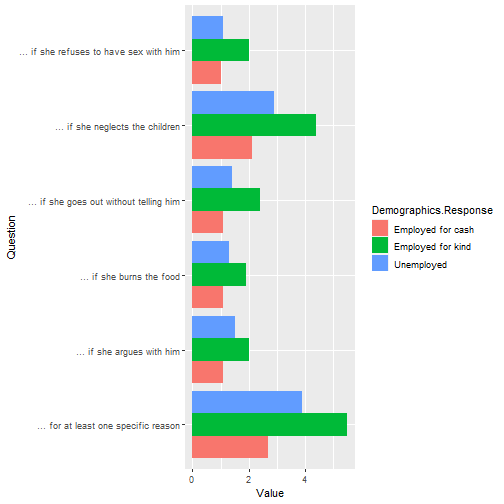 ... if she refuses to have sex with him
... if she neglects the children
... if she goes out without telling him
... if she burns the food
... if she argues with him
... for at least one specific reason
Question
0 2 4
Value
Demographics.Response
Employed for cash
Employed for kind
Unemployed